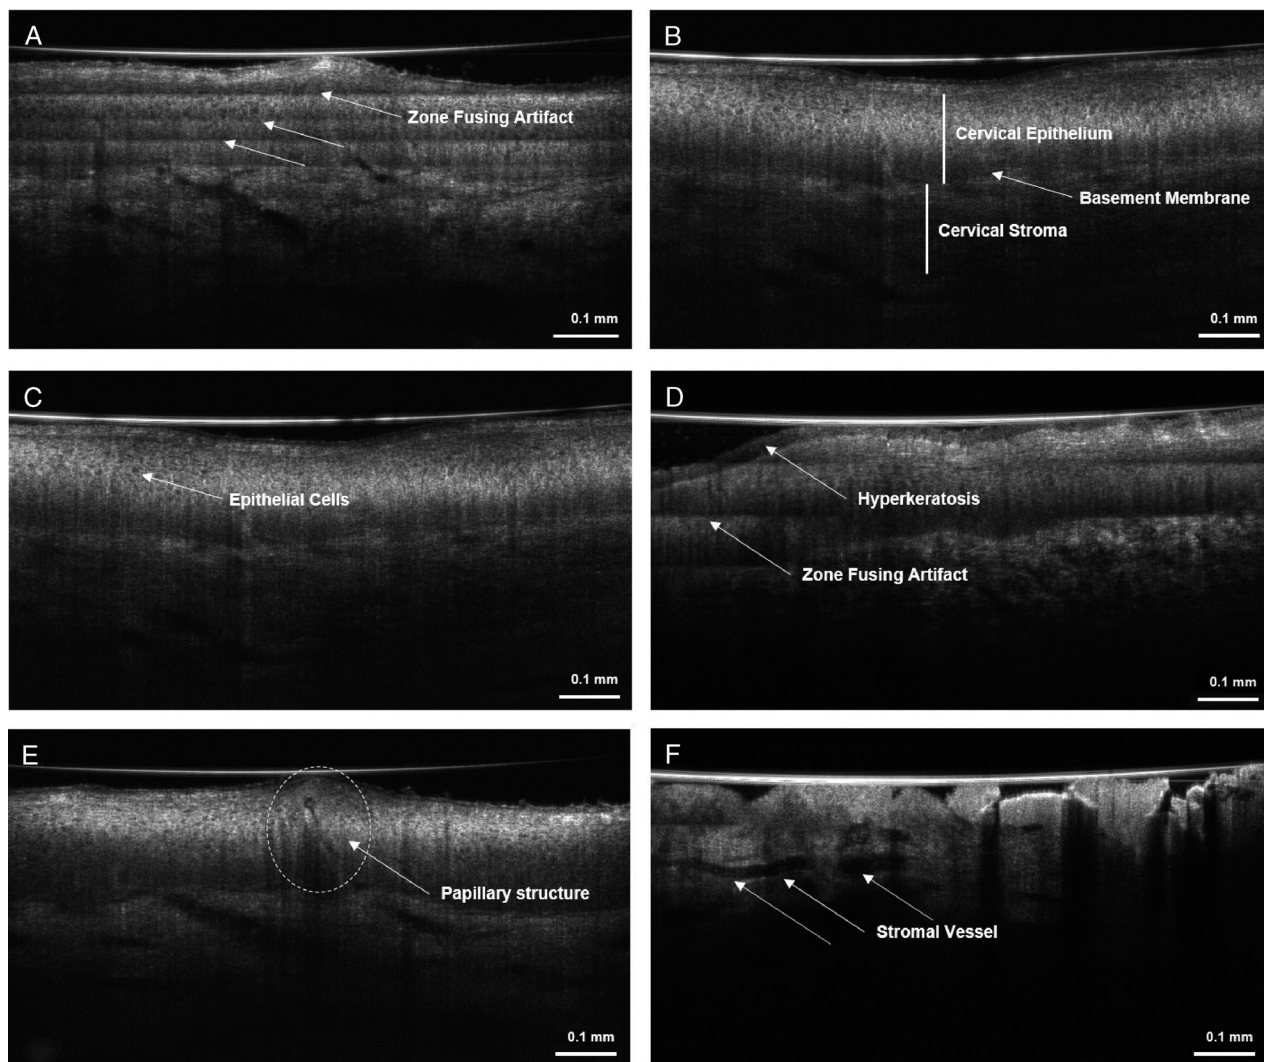 A
Zone Fusing Artifact
0.1 mm
B
Cervical Epithelium
Basement Membrane
Cervical Stroma
0.1 mm
C
Epithelial Cells
0.1 mm
D
Hyperkeratosis
Zone Fusing Artifact
0.1 mm
E
Papillary structure
0.1 mm
F
Stromal Vessel
0.1 mm